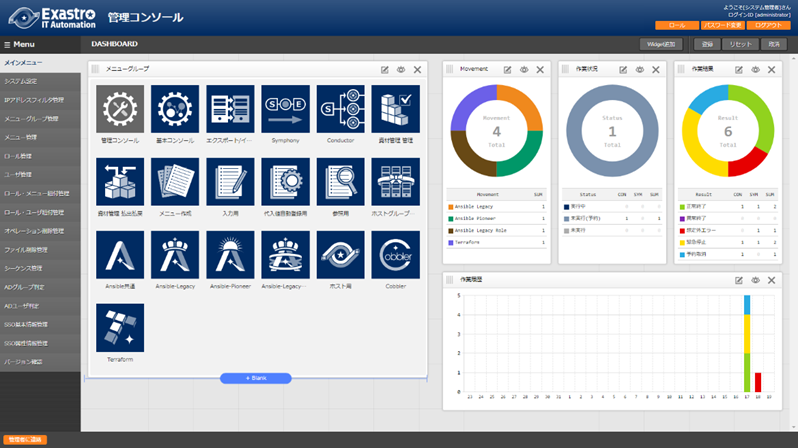 Exastro
IT Automation
管理コンソール
ようこそ[システム管理者]さん
ログインID [administrator]
ロール
パスワード変更
ログアウト
Menu
DASHBOARD
Widget追加
登録
リセット
取消
メインメニュー
システム設定
IPアドレスフィルタ管理
メニューグループ管理
メニュー管理
ロール管理
ユーザ管理
ロール・メニュー紐付管理
ロール・ユーザ紐付管理
オペレーション削除管理
ファイル削除管理
シーケンス管理
ADグループ判定
ADユーザ判定
SSO基本情報管理
SSO属性情報管理
バージョン確認
メニューグループ
管理コンソール
基本コンソール
エクスポート/イ...
Symphony
Conductor
資材管理 管理
資材管理 払出払戻
メニュー作成
入力用
代入値自動登録用
参照用
ホストグループ...
Ansible共通
Ansible-Legacy
Ansible-Pioneer
Ansible-Legacy...
ホスト用
Cobbler
Terraform
+ Blank
Movement
Movement
4
Total
Movement SUM
Ansible Legacy 1
Ansible Pioneer 1
Ansible Legacy Role 1
Terraform 1
作業状況
Status
1
Total
Status CON SYM SUM
実行中 0 0 0
未実行(予約) 1 0 1
未実行 0 0 0
作業結果
Result
6
Total
Result CON SYM SUM
正常終了 1 1 2
異常終了 0 0 0
想定外エラー
緊急停止 1 1 2
予約取消
作業履歴
5
4
3
2
1
0
23 24 25 26 27 28 29 30 31 1 2 3 4 5 6 7 8 9 10 11 12 13 14 15 16 17 18 19
管理者に連絡